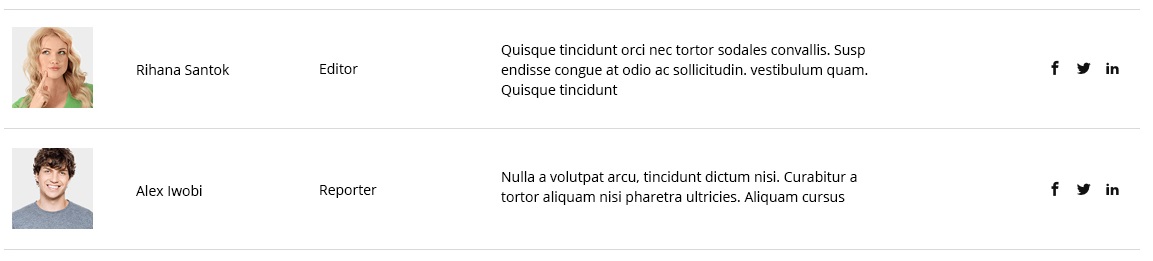 Rihana Santok
Editor
Quisque tincidunt orci nec tortor sodales convallis. Susp
endisse congue at odio ac sollicitudin. vestibulum quam.
Quisque tincidunt
Alex Iwobi
Reporter
Nulla a volutpat arcu, tincidunt dictum nisi. Curabitur a
tortor aliquam nisi pharetra ultricies. Aliquam cursus